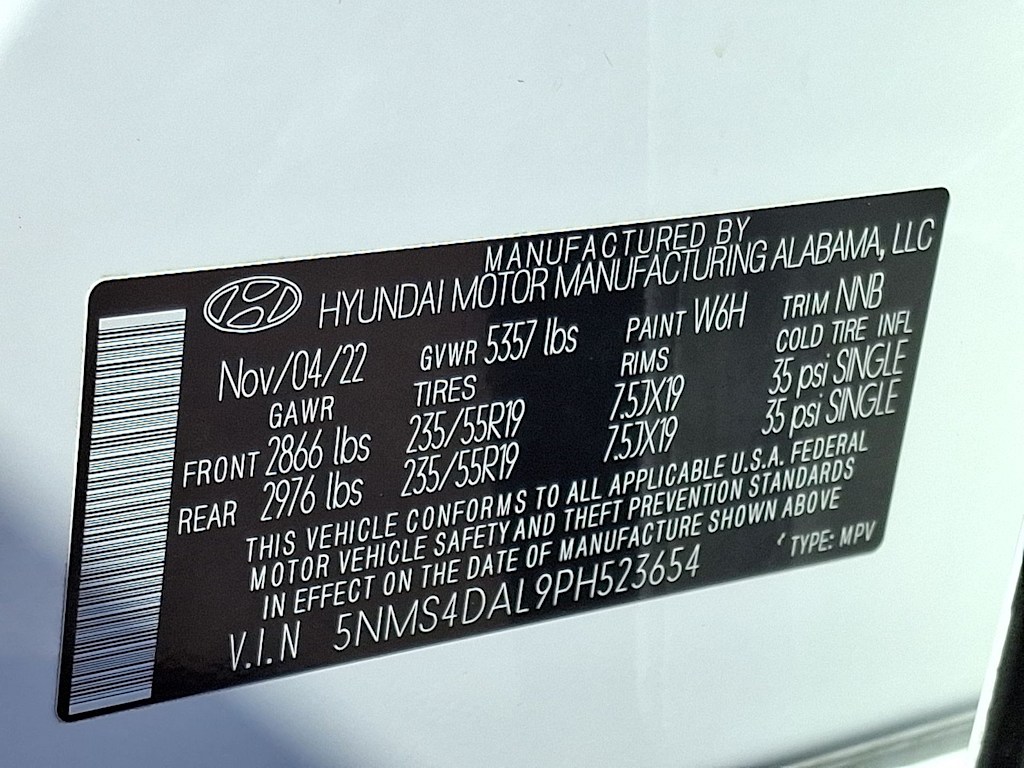 MANUFACTURED BY
HYUNDAI MOTOR MANUFACTURING ALABAMA, LLC
Nov/04/22 GVWR 5357 lbs PAINT W6H TRIM NNB
GAWR TIRES RIMS COLD TIRE INFL
FRONT 2866 lbs 235/55R19 7.5JX19 35 psi SINGLE
REAR 2976 lbs 235/55R19 7.5JX19 35 psi SINGLE
THIS VEHICLE CONFORMS TO ALL APPLICABLE U.S.A. FEDERAL
MOTOR VEHICLE SAFETY AND THEFT PREVENTION STANDARDS
IN EFFECT ON THE DATE OF MANUFACTURE SHOWN ABOVE
V.I.N 5NMS4DAL9PH523654 TYPE: MPV